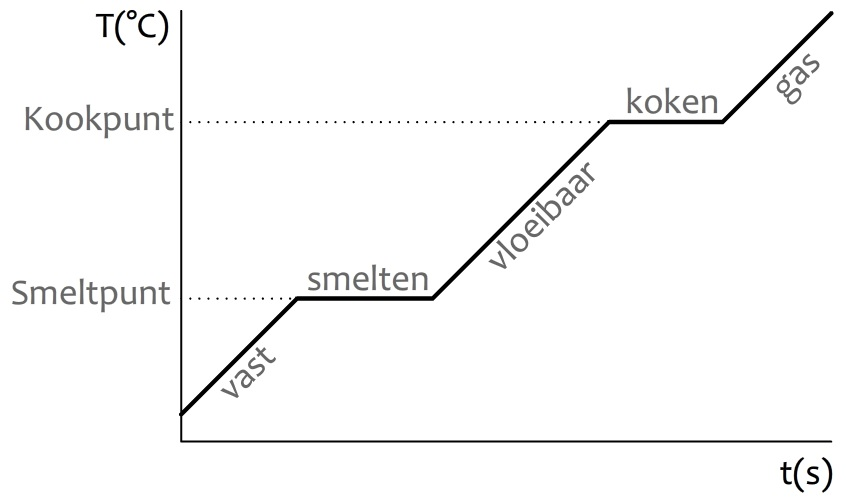 T(°C)
Kookpunt
koken
gas
vloeibaar
Smeltpunt
smelten
vast
t(s)